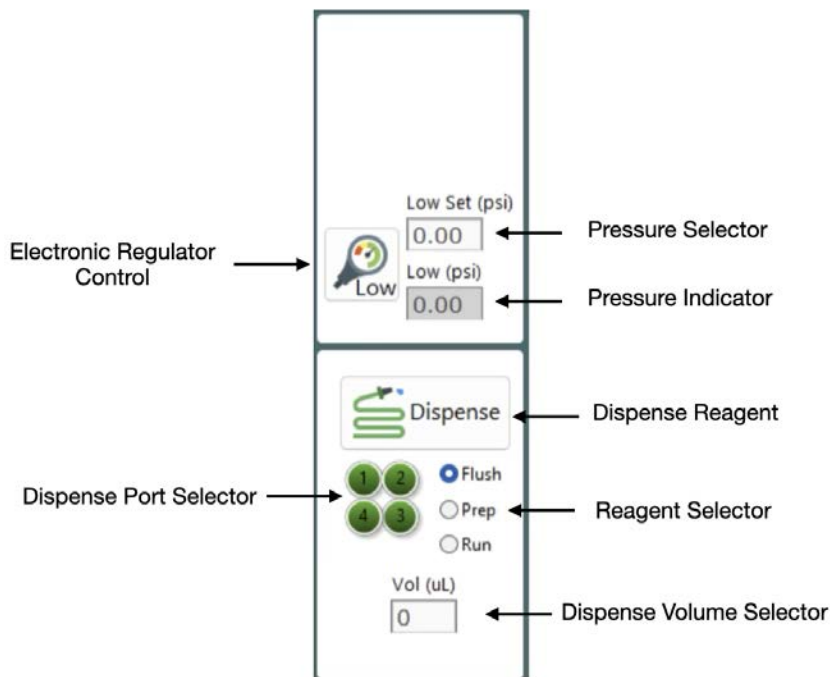 Low Set (psi)
0.00
Pressure Selector
Electronic Regulator
Control
Low
Low (psi)
0.00
Pressure Indicator
Dispense
Dispense Reagent
Dispense Port Selector
1 2
4 3
Flush
Prep
Run
Reagent Selector
Vol (uL)
0
Dispense Volume Selector